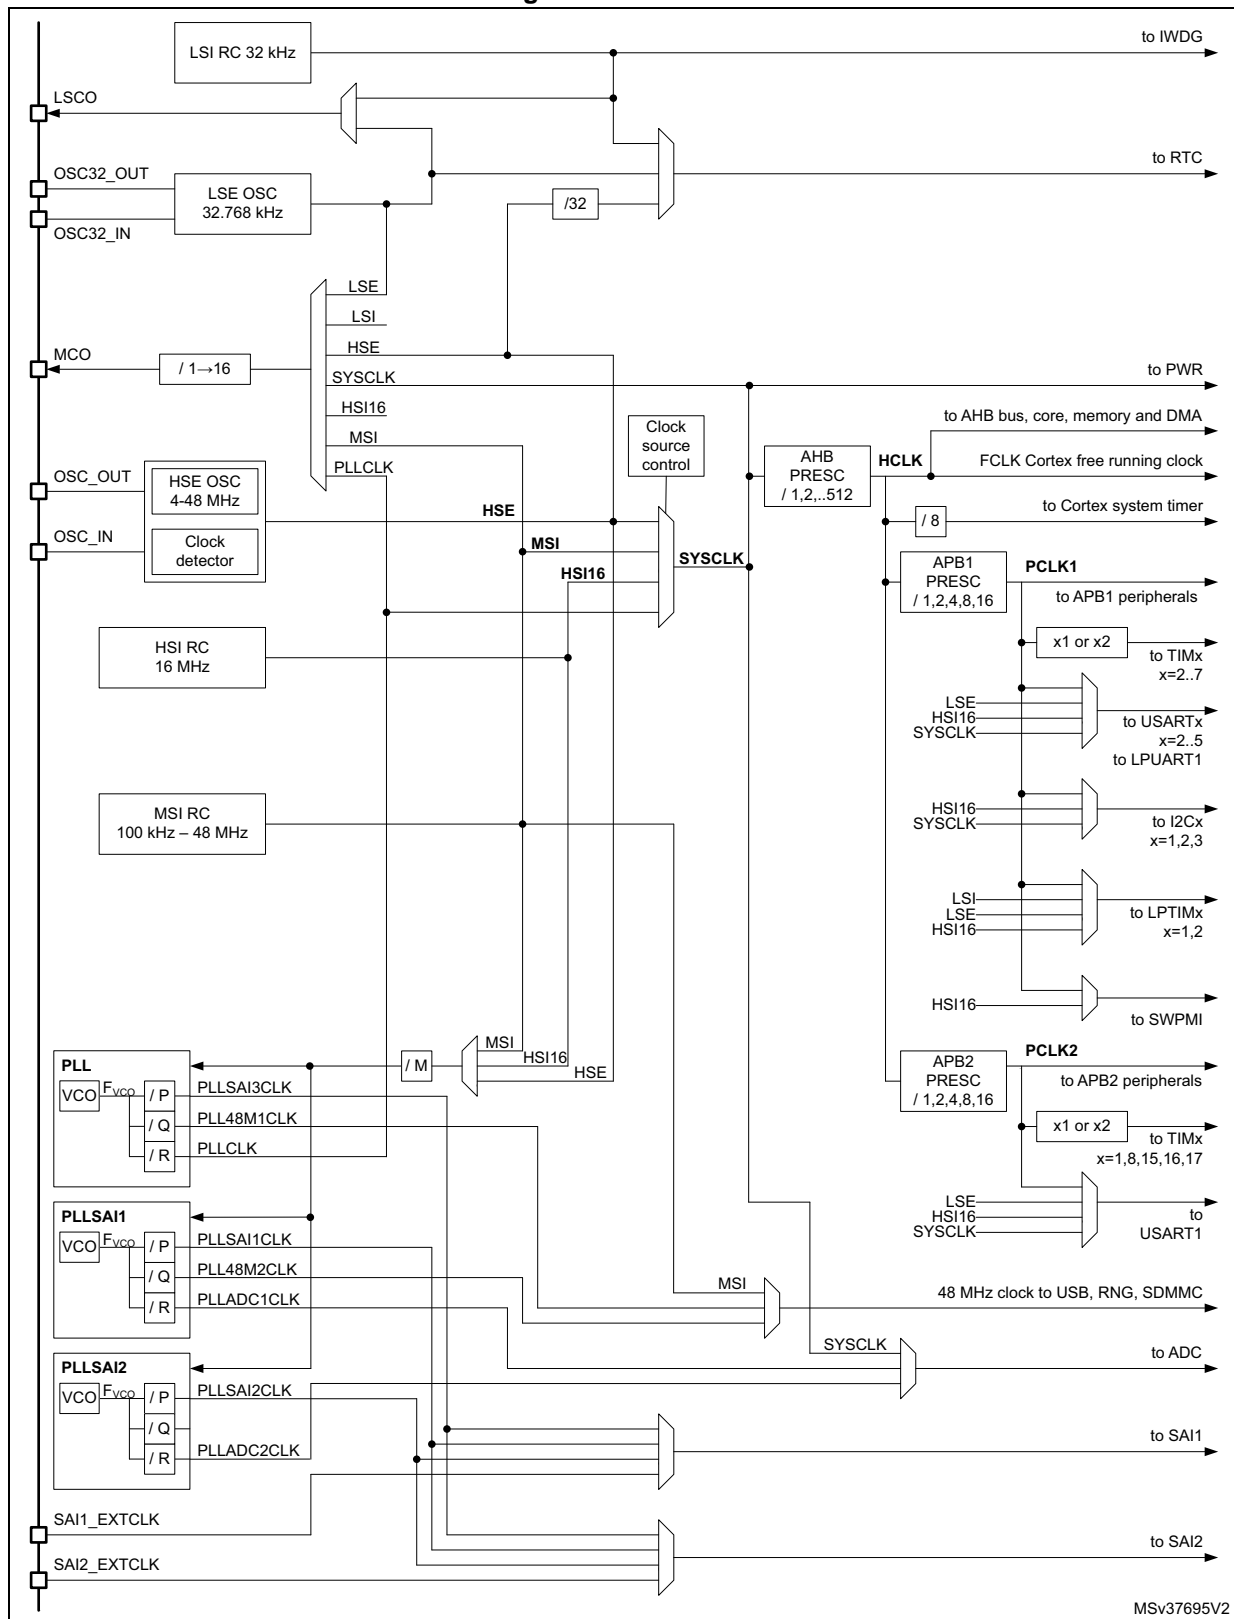 to IWDG
LSI RC 32 kHz
LSCO
to RTC
OSC32_OUT
LSE OSC
32.768 kHz
/32
OSC32_IN
LSE
LSI
MCO
HSE
/ 1→16
to PWR
SYSCLK
HSI16
to AHB bus, core, memory and DMA
Clock
source
control
MSI
AHB
PRESC
/ 1,2,..512
HCLK
FCLK Cortex free running clock
PLLCLK
OSC_OUT
HSE OSC
4-48 MHz
to Cortex system timer
HSE
/ 8
OSC_IN
Clock
detector
MSI
SYSCLK
APB1
PRESC
/ 1,2,4,8,16
PCLK1
HSI16
to APB1 peripherals
HSI RC
16 MHz
x1 or x2
to TIMx
x=2..7
LSE
HSI16
SYSCLK
to USARTx
x=2..5
to LPUART1
MSI RC
100 kHz – 48 MHz
HSI16
SYSCLK
to I2Cx
x=1,2,3
LSI
LSE
HSI16
to LPTIMx
x=1,2
HSI16
to SWPMI
MSI
HSI16
HSE
/ M
PLL
APB2
PRESC
/ 1,2,4,8,16
PCLK2
to APB2 peripherals
VCO
FVCO
/ P
PLLSAI3CLK
/ Q
PLL48M1CLK
/ R
PLLCLK
x1 or x2
to TIMx
x=1,8,15,16,17
PLLSAI1
LSE
HSI16
SYSCLK
to
USART1
VCO
FVCO
/ P
PLLSAI1CLK
/ Q
PLL48M2CLK
/ R
PLLADC1CLK
MSI
48 MHz clock to USB, RNG, SDMMC
SYSCLK
to ADC
PLLSAI2
VCO
FVCO
/ P
PLLSAI2CLK
/ Q
/ R
PLLADC2CLK
to SAI1
SAI1_EXTCLK
to SAI2
SAI2_EXTCLK
MSv37695V2